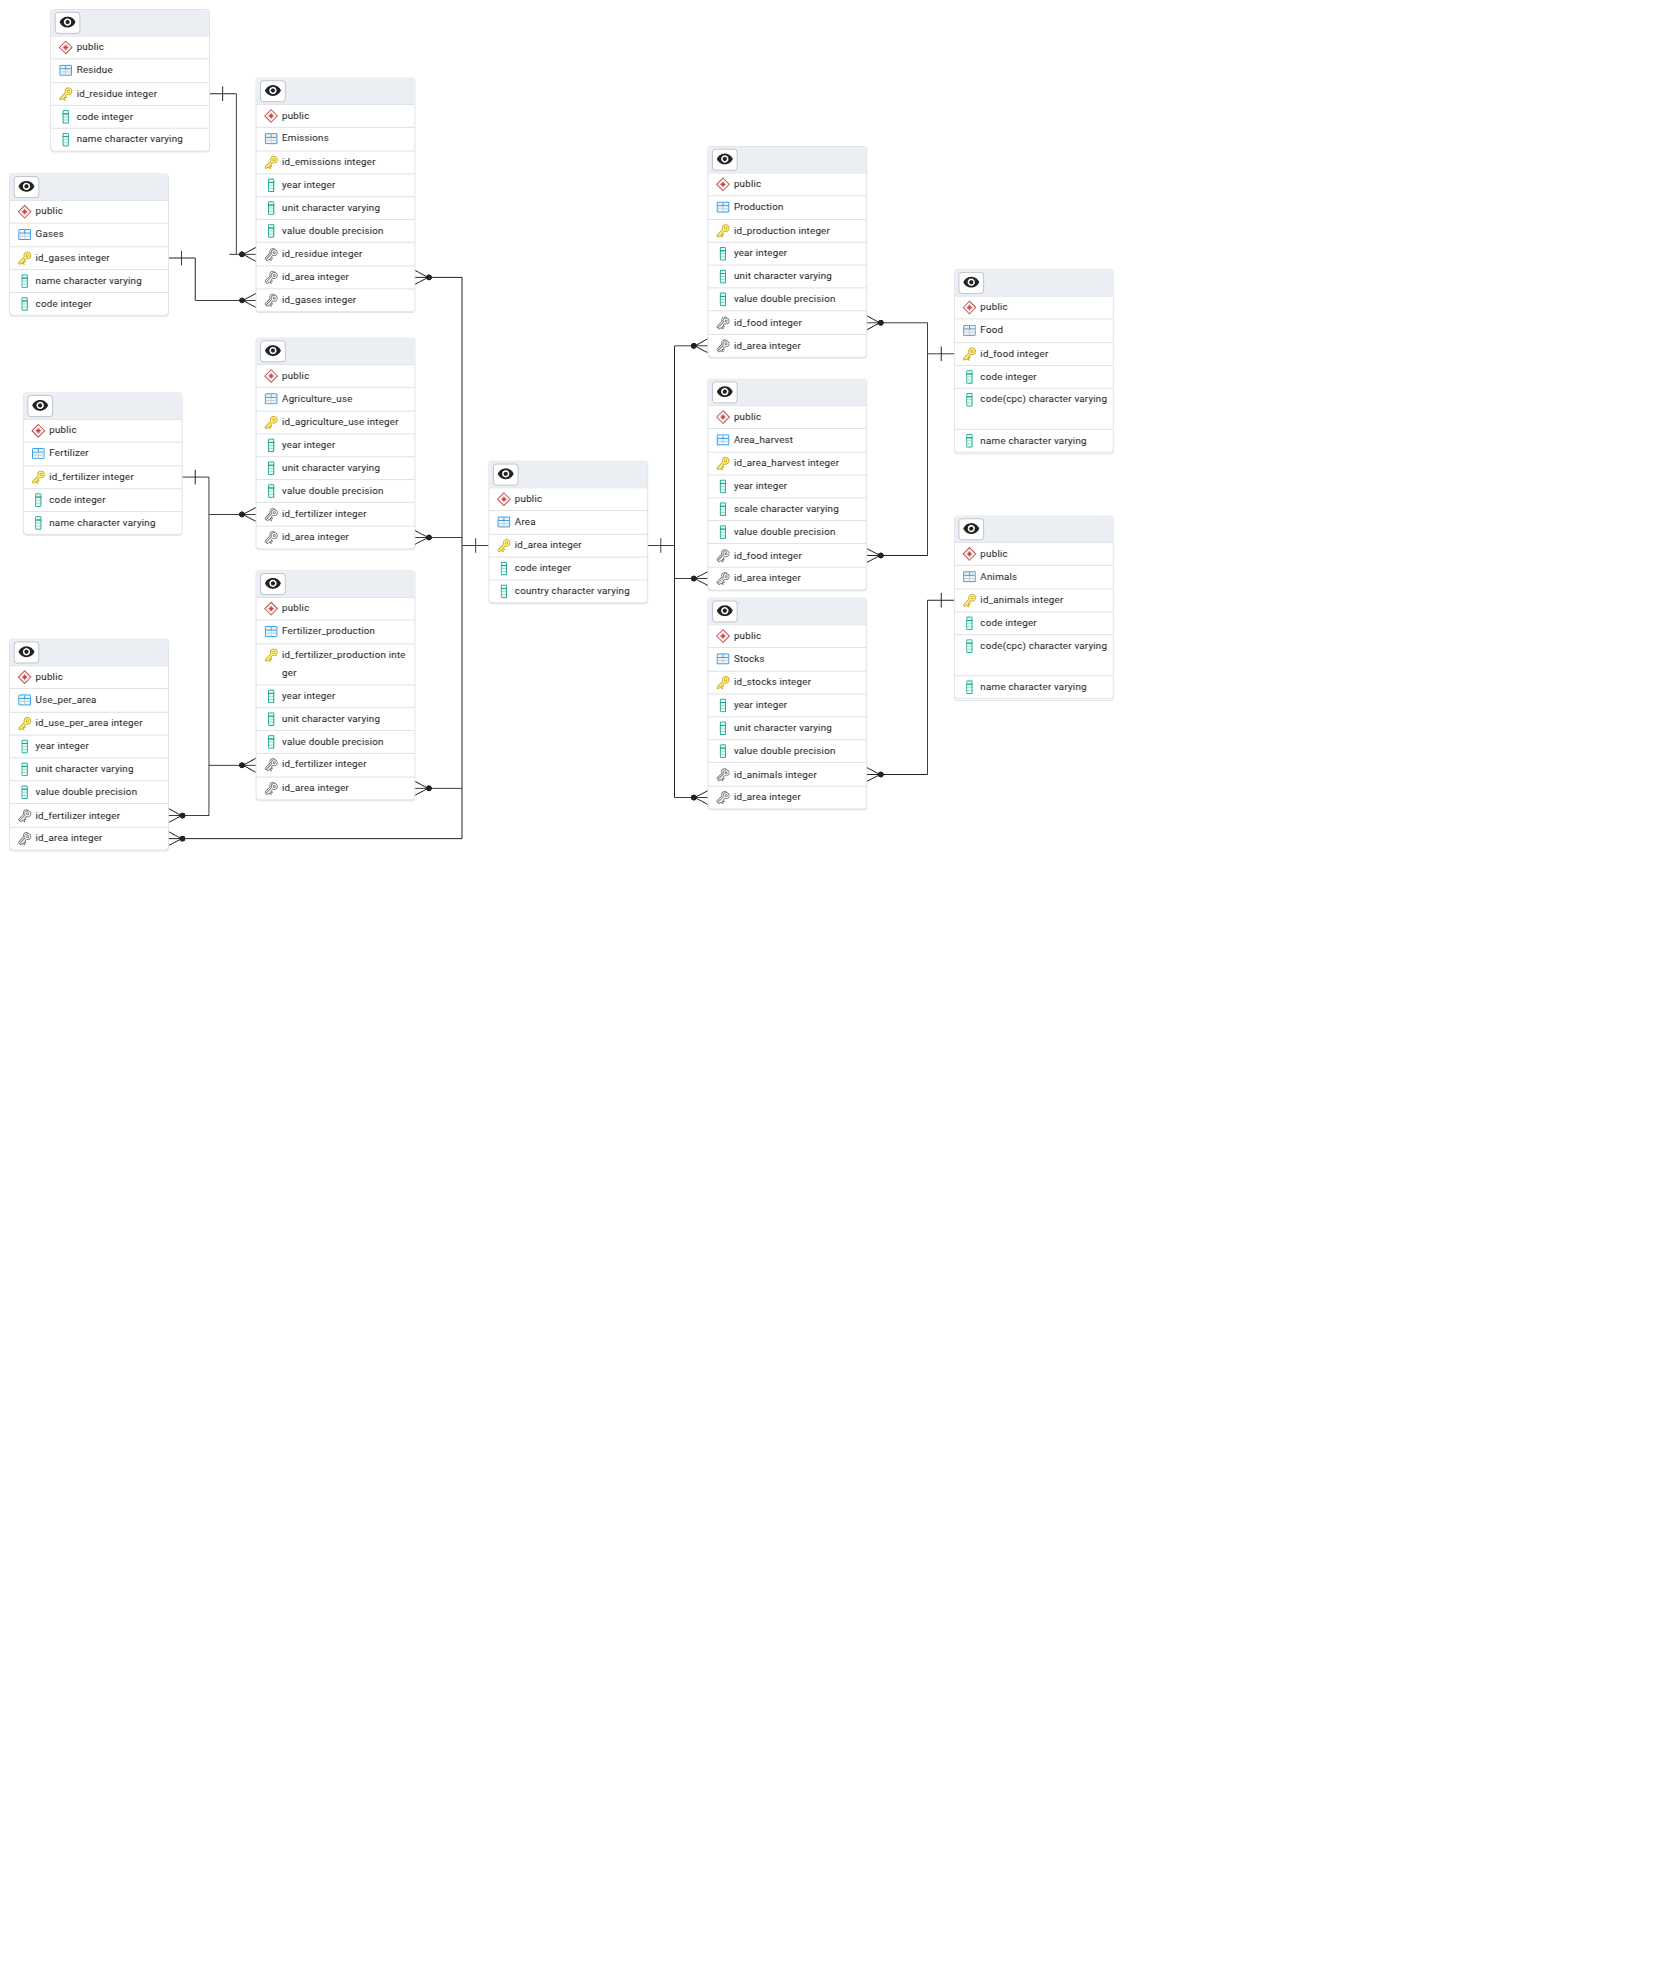 public
Residue
id_residue integer
code integer
name character varying
public
Gases
id_gases integer
name character varying
code integer
public
Fertilizer
id_fertilizer integer
code integer
name character varying
public
Use_per_area
id_use_per_area integer
year integer
unit character varying
value double precision
id_fertilizer integer
id_area integer
public
Emissions
id_emissions integer
year integer
unit character varying
value double precision
id_residue integer
id_area integer
id_gases integer
public
Agriculture_use
id_agriculture_use integer
year integer
unit character varying
value double precision
id_fertilizer integer
id_area integer
public
Fertilizer_production
id_fertilizer_production inte
ger
year integer
unit character varying
value double precision
id_fertilizer integer
id_area integer
public
Area
id_area integer
code integer
country character varying
public
Production
id_production integer
year integer
unit character varying
value double precision
id_food integer
id_area integer
public
Area_harvest
id_area_harvest integer
year integer
scale character varying
value double precision
id_food integer
id_area integer
public
Stocks
id_stocks integer
year integer
unit character varying
value double precision
id_animals integer
id_area integer
public
Food
id_food integer
code integer
code(cpc) character varying
name character varying
public
Animals
id_animals integer
code integer
code(cpc) character varying
name character varying